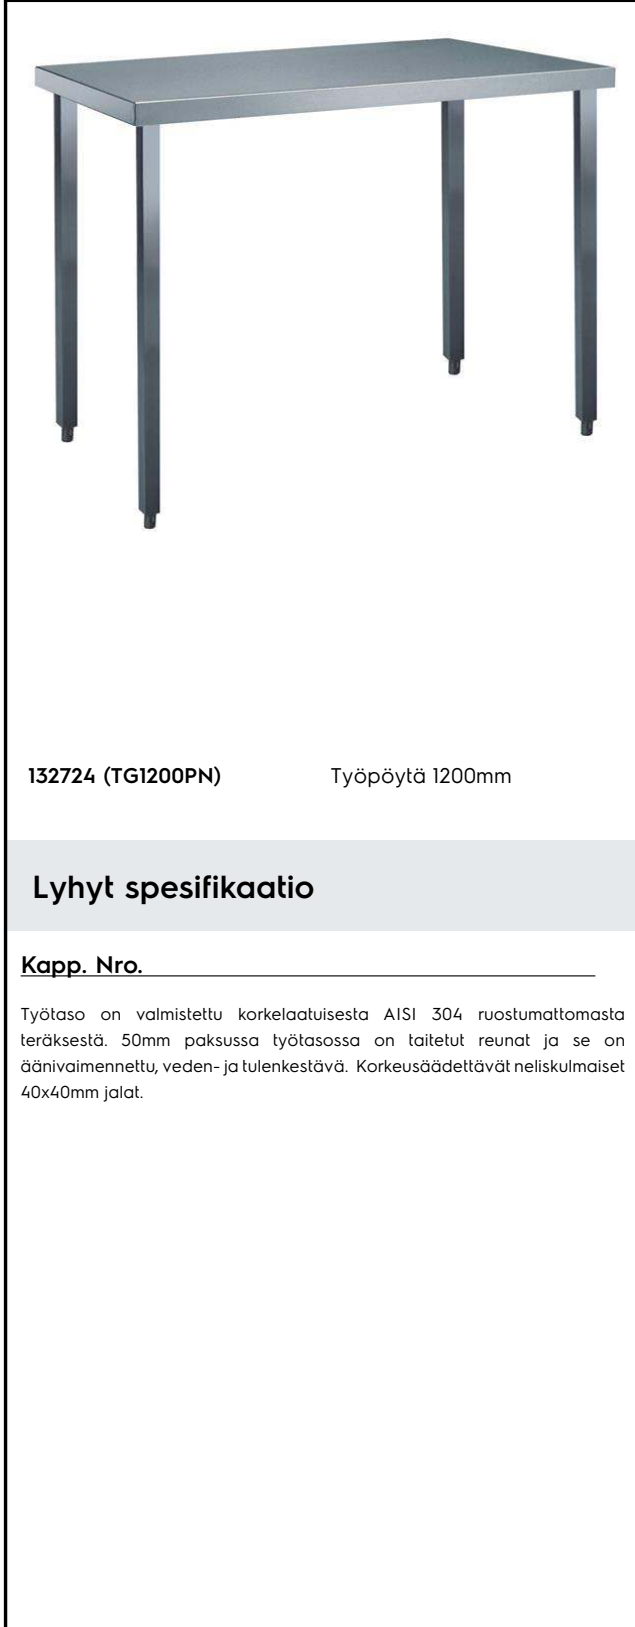 132724 (TG1200PN) Työpöytä 1200mm
Lyhyt spesifikaatio
Kapp. Nro.
Työtaso on valmistettu korkelaatuisesta AISI 304 ruostumattomasta
teräksestä. 50mm paksussa työtasossa on taitetut reunat ja se on
äänivaimennettu, veden- ja tulenkestävä. Korkeusäädettävät neliskulmaiset
40x40mm jalat.